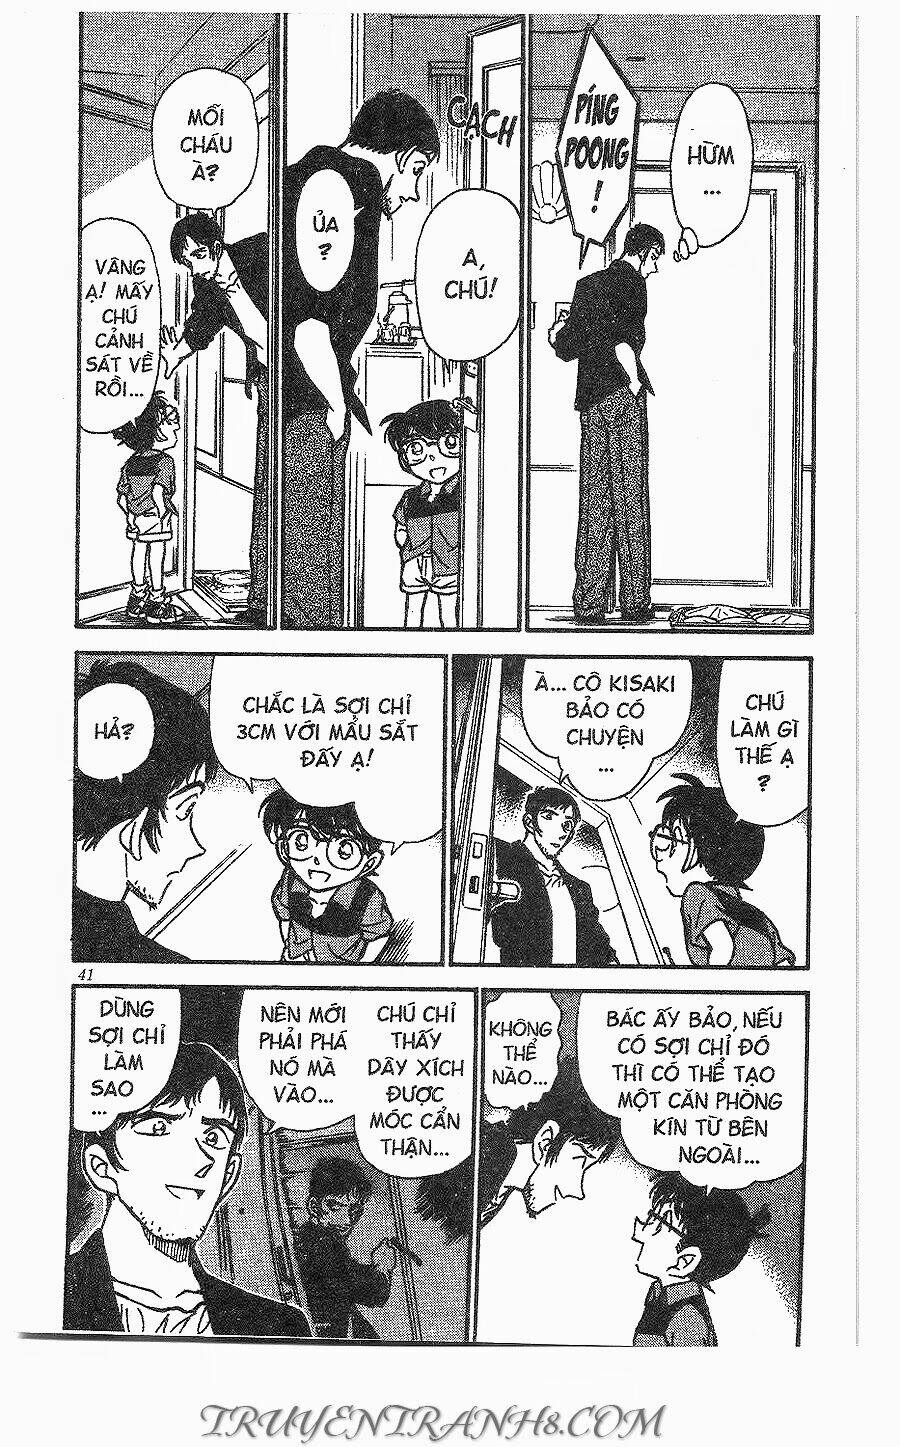 HỪM
...
PÍNG
POONG
!
CẠCH
A,
CHÚ!
ỦA
?
MỐI
CHÁU
À?
VÂNG
Ạ! MẤY
CHÚ
CẢNH
SÁT VỀ
RỒI...
CHÚ
LÀM GÌ
THẾ Ạ
?
À... CÔ KISAKI
BẢO CÓ
CHUYỆN
...
CHẮC LÀ SỢI CHỈ
3CM VỚI MẨU SẮT
ĐẤY Ạ!
HẢ?
41
BÁC ẤY BẢO, NẾU
CÓ SỢI CHỈ ĐÓ
THÌ CÓ THỂ TẠO
MỘT CĂN PHÒNG
KÍN TỪ BÊN
NGOÀI...
KHÔNG
THỂ
NÀO...
CHÚ CHỈ
THẤY
DÂY XÍCH
ĐƯỢC
MÓC CẨN
THẬN...
NÊN MỚI
PHẢI PHÁ
NÓ MÀ
VÀO...
DÙNG
SỢI CHỈ
LÀM
SAO
...
TRUYENTRANH8.COM